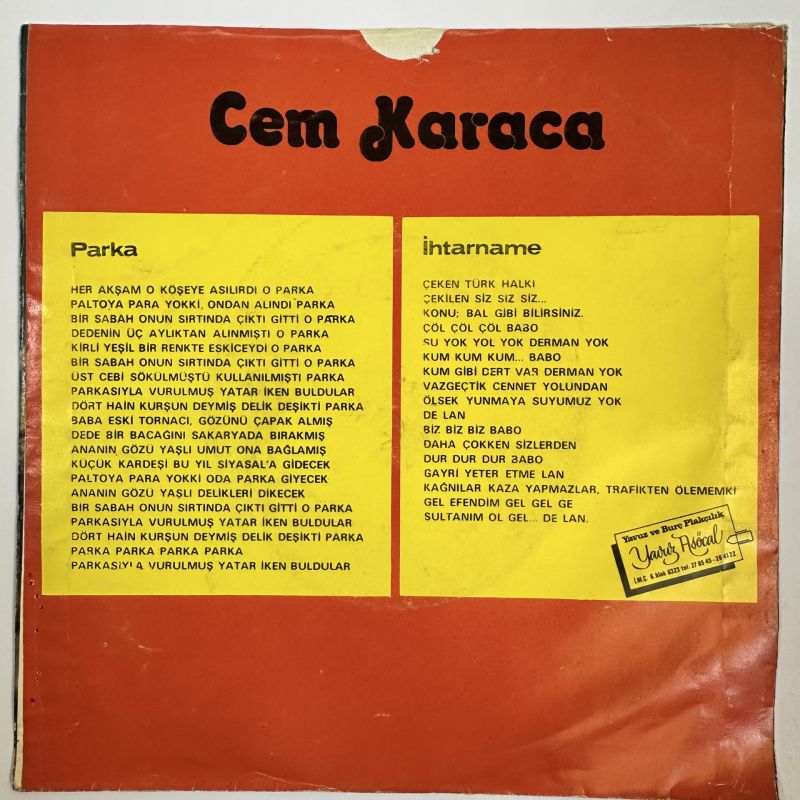 Cem Karaca
Parka
HER AKŞAM O KÖŞEYE ASILIRDI O PARKA
PALTOYA PARA YOKKİ, ONDAN ALINDI PARKA
BİR SABAH ONUN SIRTINDA ÇIKTI GİTTİ O PARKA
DEDENİN ÜÇ AYLIKTAN ALINMIŞTI O PARKA
KİRLİ YEŞİL BİR RENKTE ESKİCEYDİ O PARKA
BİR SABAH ONUN SIRTINDA ÇIKTI GİTTİ O PARKA
ÜST CEBİ SÖKÜLMÜŞTÜ KULLANILMIŞTI PARKA
PARKASIYLA VURULMUŞ YATAR İKEN BULDULAR
DÖRT HAİN KURŞUN DEYMİŞ DELİK DEŞİKTİ PARKA
BABA ESKİ TORNACI, GÖZÜNÜ ÇAPAK ALMIŞ
DEDE BİR BACAĞINI SAKARYADA BIRAKMIŞ
ANANIN GÖZÜ YAŞLI UMUT ONA BAĞLAMIŞ
KÜÇÜK KARDEŞİ BU YIL SİYASAL'A GİDECEK
PALTOYA PARA YOKKİ ODA PARKA GİYECEK
ANANIN GÖZÜ YAŞLI DELİKLERİ DİKECEK
BİR SABAH ONUN SIRTINDA ÇIKTI GİTTİ O PARKA
PARKASIYLA VURULMUŞ YATAR İKEN BULDULAR
DÖRT HAİN KURŞUN DEYMİŞ DELİK DEŞİKTİ PARKA
PARKA PARKA PARKA PARKA
PARKASIYLA VURULMUŞ YATAR İKEN BULDULAR
İhtarname
ÇEKEN TÜRK HALKI
ÇEKİLEN SİZ SİZ SİZ...
KONU; BAL GİBİ BİLİRSİNİZ.
ÇÖL ÇÖL ÇÖL BABO
SU YOK YOL YOK DERMAN YOK
KUM KUM KUM... BABO
KUM GİBİ DERT VAR DERMAN YOK
VAZGEÇTİK CENNET YOLUNDAN
ÖLSEK YUNMAYA SUYUMUZ YOK
DE LAN
BİZ BİZ BİZ BABO
DAHA ÇOKKEN SİZLERDEN
DUR DUR DUR BABO
GAYRİ YETER ETME LAN
KAĞNILAR KAZA YAPMAZLAR, TRAFİKTEN ÖLEMEMKİ
GEL EFENDİM GEL GEL GE
SULTANIM OL GEL... DE LAN.
Yavuz ve Burç Plakçılık
Yavuz Asöcal
İ.M.Ç. 6. blok 6323 tel: 27 05 45 - 26 41 22